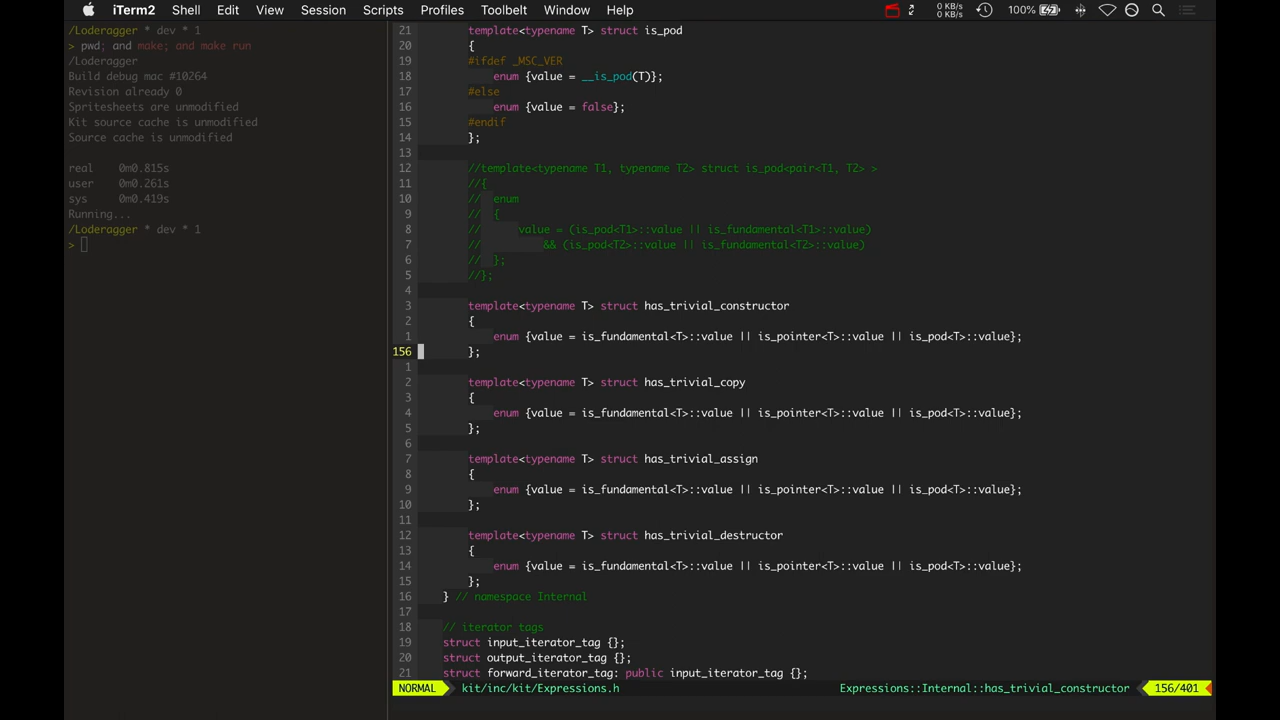 iTerm2 Shell Edit View Session Scripts Profiles Toolbelt Window Help 0 KB/s 0 KB/s 100%
/Loderagger * dev * 1
> pwd; and make; and make run
/Loderagger
Build debug mac #10264
Revision already 0
Spritesheets are unmodified
Kit source cache is unmodified
Source cache is unmodified
real 0m0.815s
user 0m0.261s
sys 0m0.419s
Running...
/Loderagger * dev * 1
>
21 template<typename T> struct is_pod
20 {
19 #ifdef _MSC_VER
18 enum {value = __is_pod(T)};
17 #else
16 enum {value = false};
15 #endif
14 };
13
12 //template<typename T1, typename T2> struct is_pod<pair<T1, T2> >
11 //{
10 // enum
9 // {
8 // value = (is_pod<T1>::value || is_fundamental<T1>::value)
7 // && (is_pod<T2>::value || is_fundamental<T2>::value)
6 // };
5 //};
4
3 template<typename T> struct has_trivial_constructor
2 {
1 enum {value = is_fundamental<T>::value || is_pointer<T>::value || is_pod<T>::value};
156 };
1
2 template<typename T> struct has_trivial_copy
3 {
4 enum {value = is_fundamental<T>::value || is_pointer<T>::value || is_pod<T>::value};
5 };
6
7 template<typename T> struct has_trivial_assign
8 {
9 enum {value = is_fundamental<T>::value || is_pointer<T>::value || is_pod<T>::value};
10 };
11
12 template<typename T> struct has_trivial_destructor
13 {
14 enum {value = is_fundamental<T>::value || is_pointer<T>::value || is_pod<T>::value};
15 };
16 } // namespace Internal
17
18 // iterator tags
19 struct input_iterator_tag {};
20 struct output_iterator_tag {};
21 struct forward_iterator_tag: public input_iterator_tag {};
NORMAL kit/inc/kit/Expressions.h Expressions::Internal::has_trivial_constructor 156/401